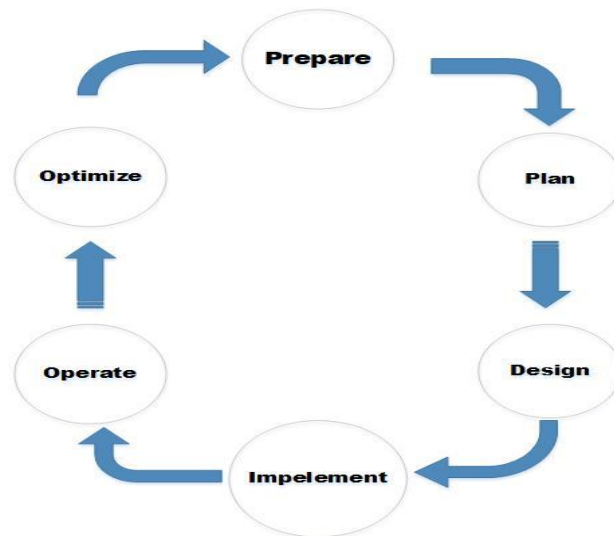 Prepare
Plan
Design
Impelement
Operate
Optimize